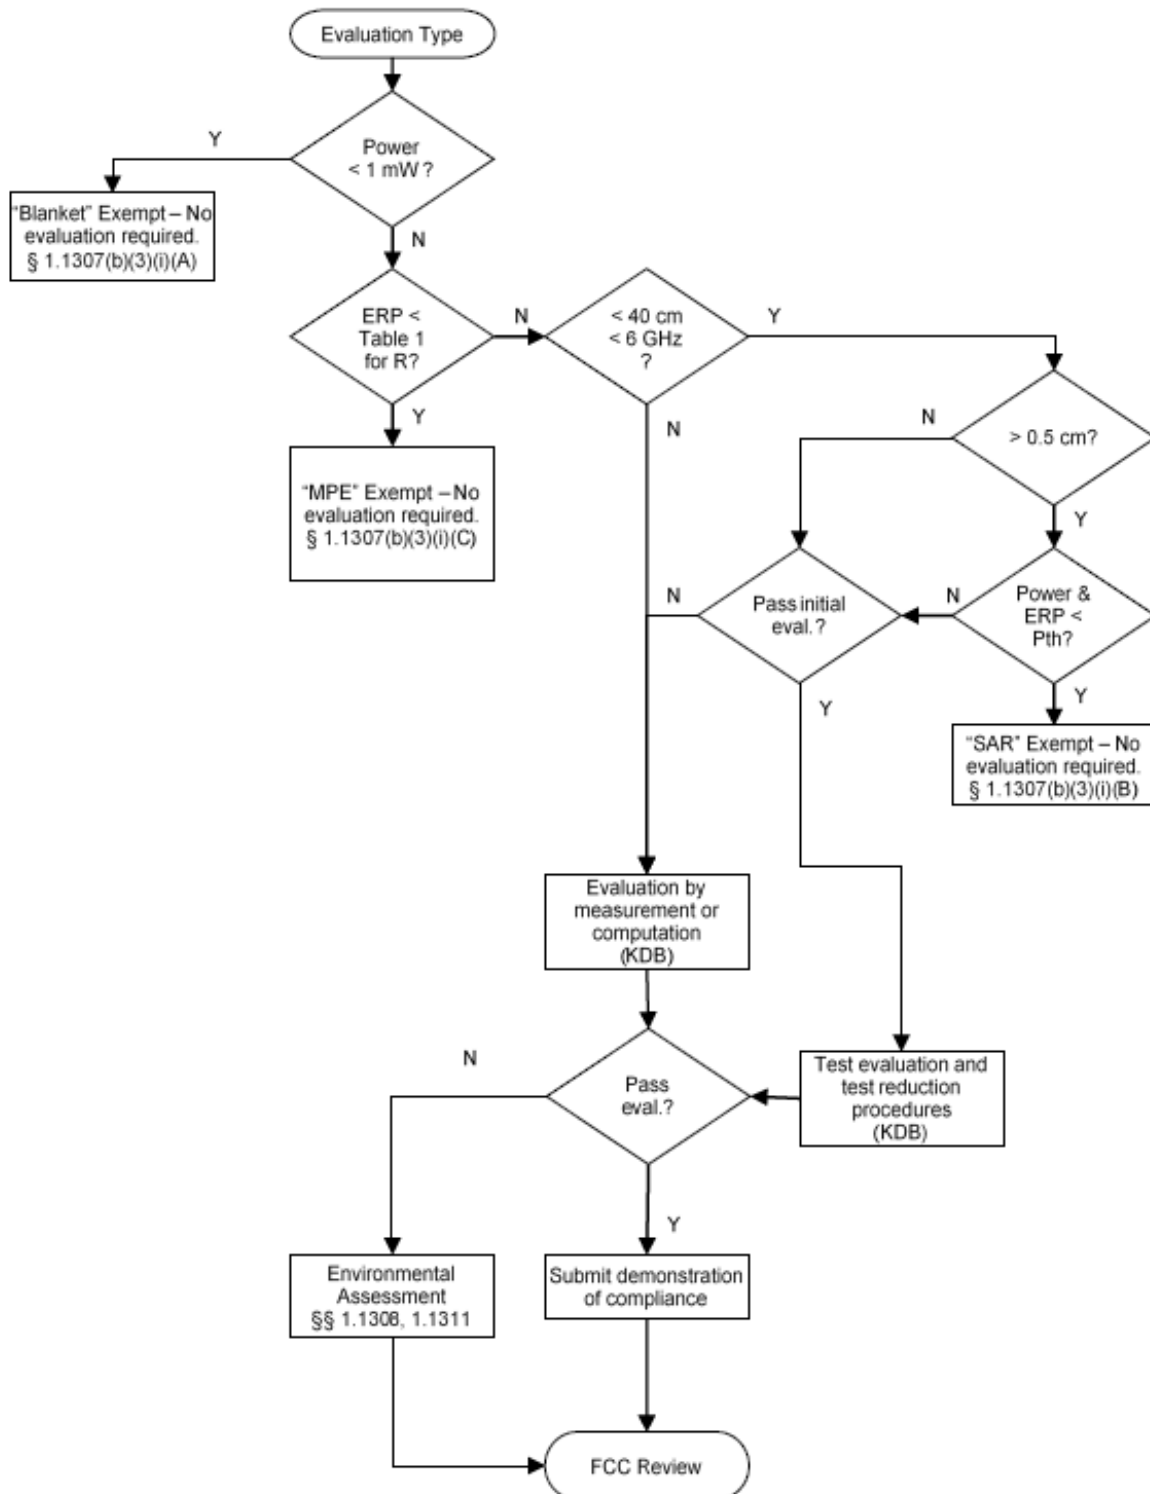 Evaluation Type
Y
Power
< 1 mW ?
"Blanket" Exempt – No
evaluation required.
§ 1.1307(b)(3)(i)(A)
N
ERP <
Table 1
for R?
N
< 40 cm
< 6 GHz
?
Y
Y
N
N
> 0.5 cm?
"MPE" Exempt – No
evaluation required.
§ 1.1307(b)(3)(i)(C)
Y
N
Pass initial
eval.?
N
Power &
ERP <
Pth?
Y
Y
"SAR" Exempt – No
evaluation required.
§ 1.1307(b)(3)(i)(B)
Evaluation by
measurement or
computation
(KDB)
N
Pass
eval.?
Test evaluation and
test reduction
procedures
(KDB)
Y
Environmental
Assessment
§§ 1.1308, 1.1311
Submit demonstration
of compliance
FCC Review